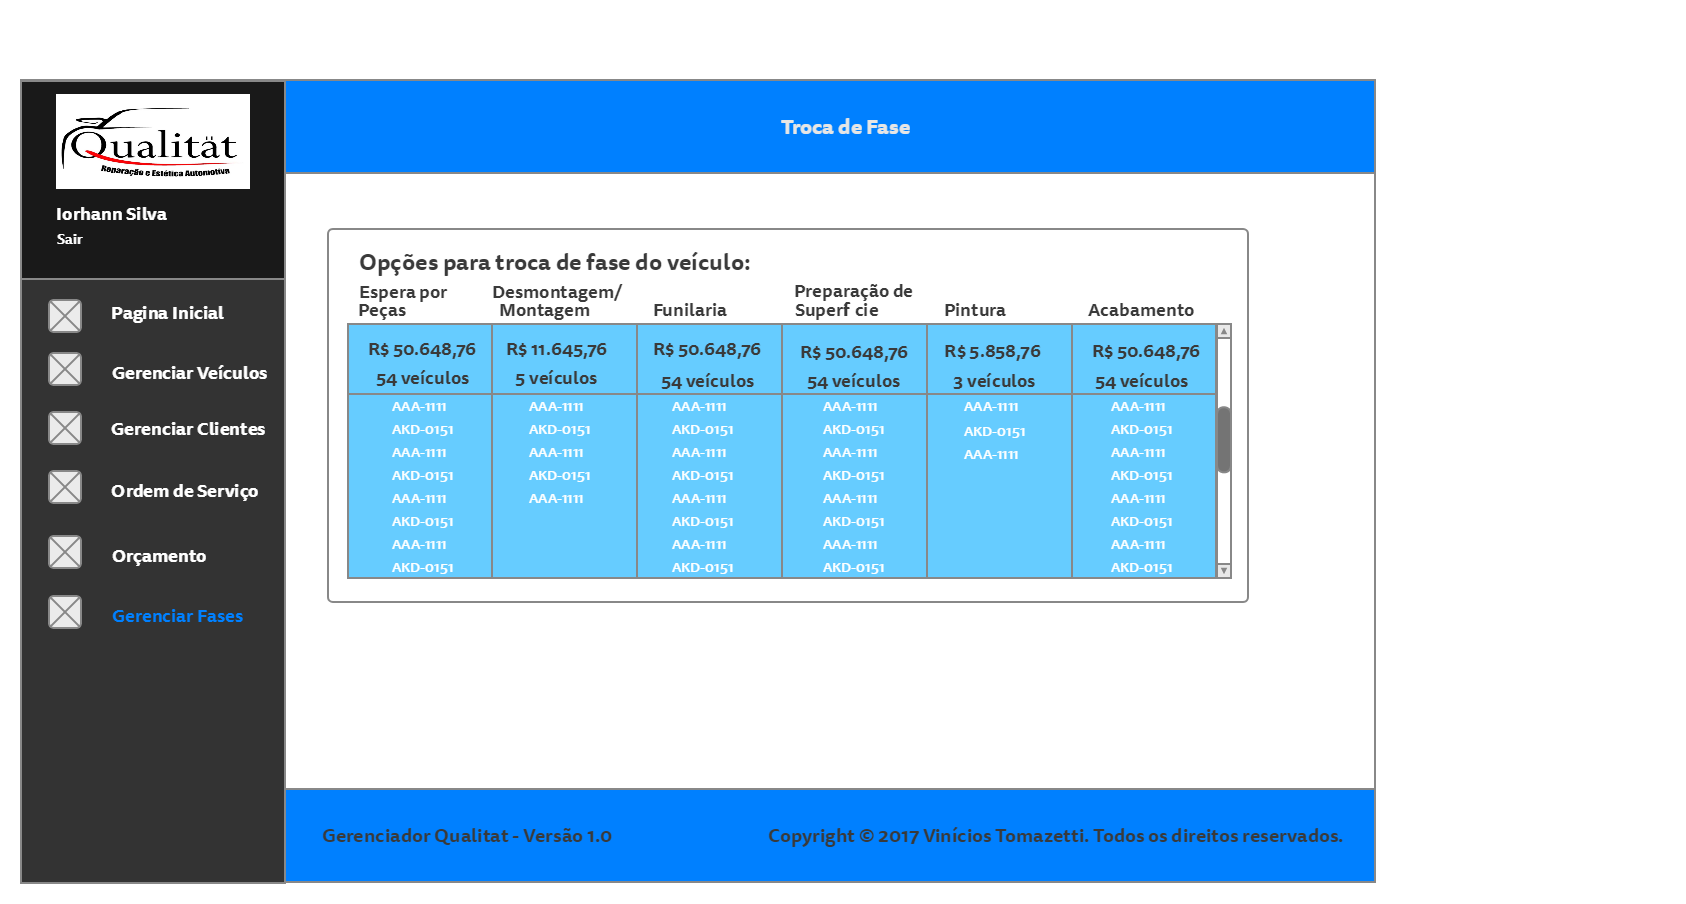 Qualität
Reparação e Estética Automotiva
Iorhann Silva
Sair
Pagina Inicial
Gerenciar Veículos
Gerenciar Clientes
Ordem de Serviço
Orçamento
Gerenciar Fases
Troca de Fase
Opções para troca de fase do veículo:
Espera por Peças
Desmontagem/ Montagem
Funilaria
Preparação de Superf cie
Pintura
Acabamento
R$ 50.648,76 R$ 11.645,76 R$ 50.648,76 R$ 50.648,76 R$ 5.858,76 R$ 50.648,76
54 veículos 5 veículos 54 veículos 54 veículos 3 veículos 54 veículos
AAA-1111 AAA-1111 AAA-1111 AAA-1111 AAA-1111 AAA-1111
AKD-0151 AKD-0151 AKD-0151 AKD-0151 AKD-0151 AKD-0151
AAA-1111 AAA-1111 AAA-1111 AAA-1111 AAA-1111 AAA-1111
AKD-0151 AKD-0151 AKD-0151 AKD-0151 AKD-0151
AAA-1111 AAA-1111 AAA-1111 AAA-1111 AAA-1111
AKD-0151 AKD-0151 AKD-0151 AKD-0151
AAA-1111 AAA-1111 AAA-1111 AAA-1111
AKD-0151 AKD-0151 AKD-0151 AKD-0151
Gerenciador Qualitat - Versão 1.0
Copyright © 2017 Vinícios Tomazetti. Todos os direitos reservados.